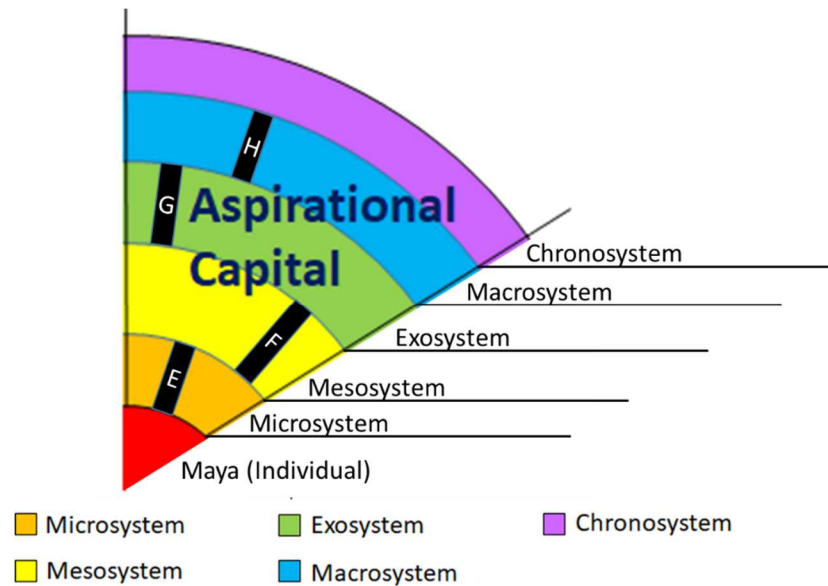 H
G
Aspirational
Capital
F
E
Chronosystem
Macrosystem
Exosystem
Mesosystem
Microsystem
Maya (Individual)
Microsystem
Exosystem
Chronosystem
Mesosystem
Macrosystem